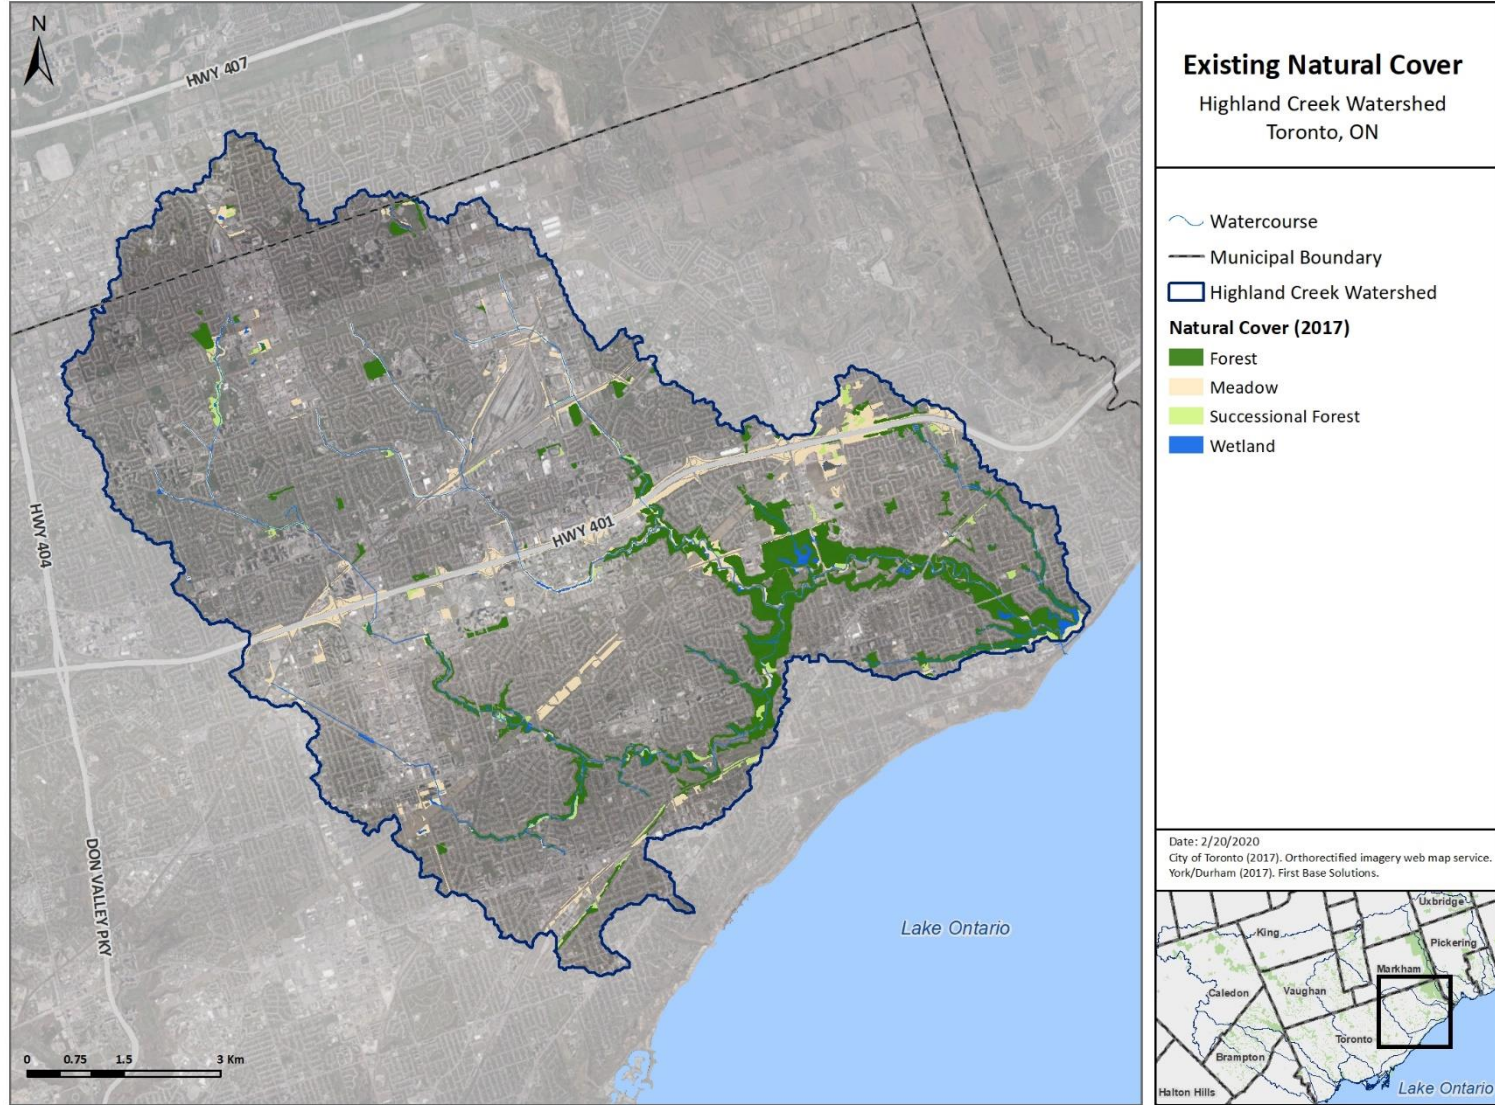 N
HWY 407
HWY 401
HWY 404
DON VALLEY PKY
Lake Ontario
0 0.75 1.5 3 Km
Existing Natural Cover
Highland Creek Watershed
Toronto, ON
Watercourse
Municipal Boundary
Highland Creek Watershed
Natural Cover (2017)
Forest
Meadow
Successional Forest
Wetland
Date: 2/20/2020
City of Toronto (2017). Orthorectified imagery web map service.
York/Durham (2017). First Base Solutions.
Uxbridge
King
Pickering
Markham
Caledon
Vaughan
Toronto
Brampton
Halton Hills
Lake Ontario